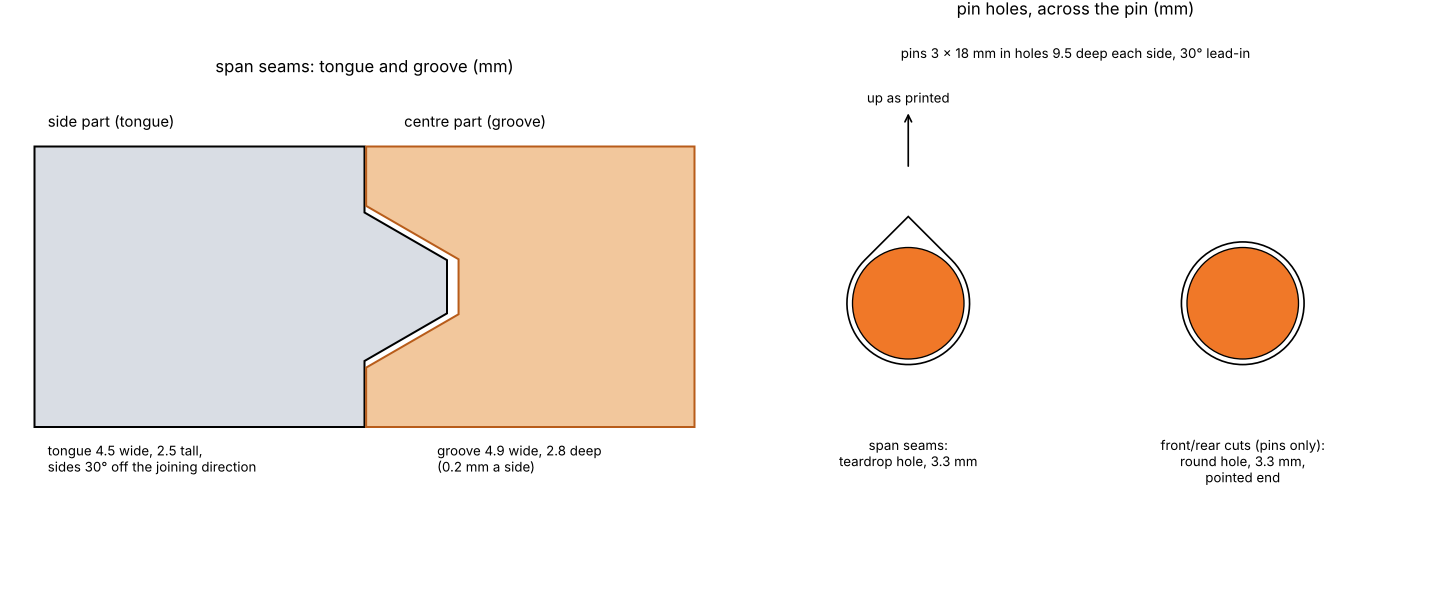 span seams: tongue and groove (mm)
side part (tongue)
centre part (groove)
tongue 4.5 wide, 2.5 tall,
sides 30° off the joining direction
groove 4.9 wide, 2.8 deep
(0.2 mm a side)
pin holes, across the pin (mm)
pins 3 × 18 mm in holes 9.5 deep each side, 30° lead-in
up as printed
span seams:
teardrop hole, 3.3 mm
front/rear cuts (pins only):
round hole, 3.3 mm,
pointed end